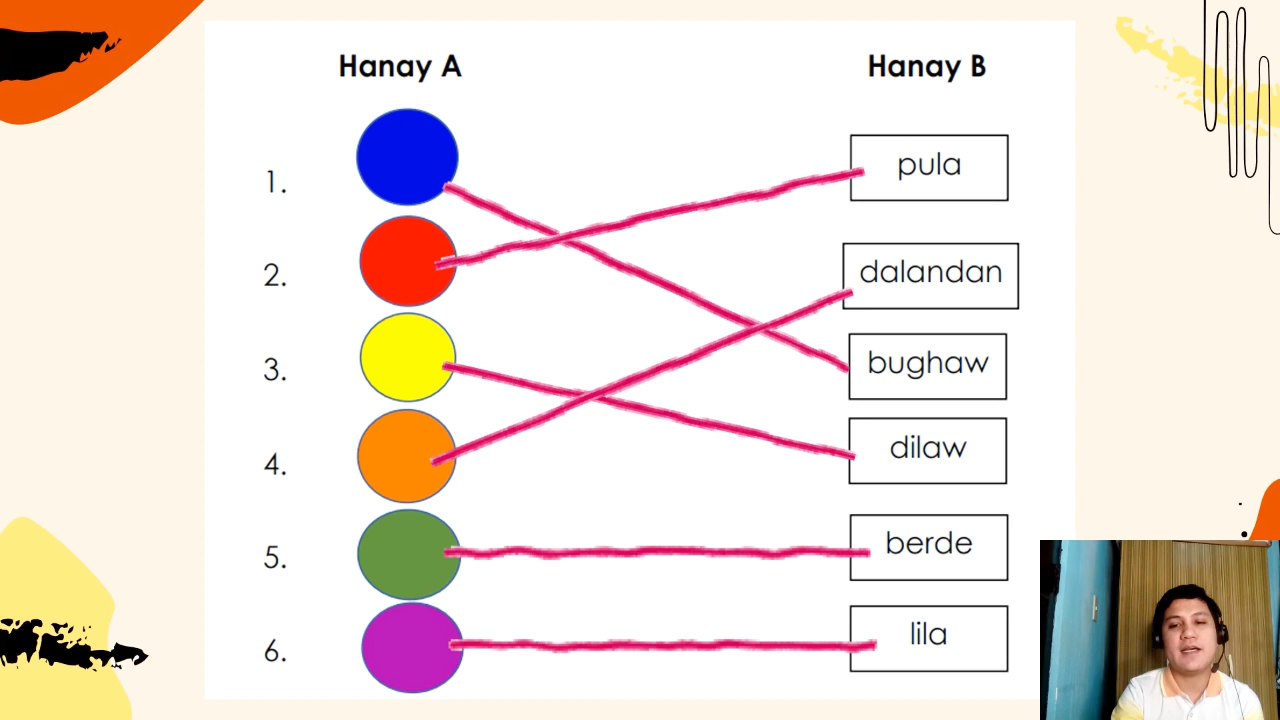 Hanay A
Hanay B
1.
pula
2.
dalandan
3.
bughaw
4.
dilaw
5.
berde
6.
lila